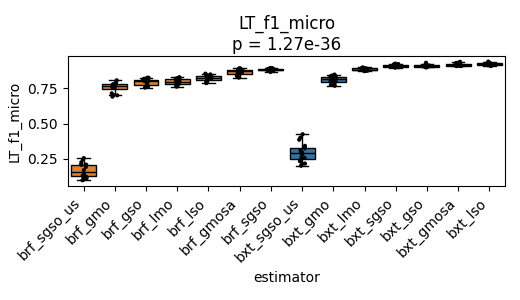 LT_f1_micro
p = 1.27e-36
LT_f1_micro
0.75
0.50
0.25
brf_sgso_us
brf_gmo
brf_gso
brf_lmo
brf_lso
brf_gmosa
brf_sgso
bxt_sgso_us
bxt_gmo
bxt_lmo
bxt_sgso
bxt_gso
bxt_gmosa
bxt_lso
estimator